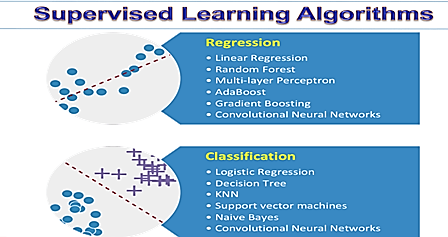 Supervised Learning Algorithms
Regression
• Linear Regression
• Random Forest
• Multi-layer Perceptron
• AdaBoost
• Gradient Boosting
• Convolutional Neural Networks
Classification
• Logistic Regression
• Decision Tree
• KNN
• Support vector machines
• Naive Bayes
• Convolutional Neural Networks